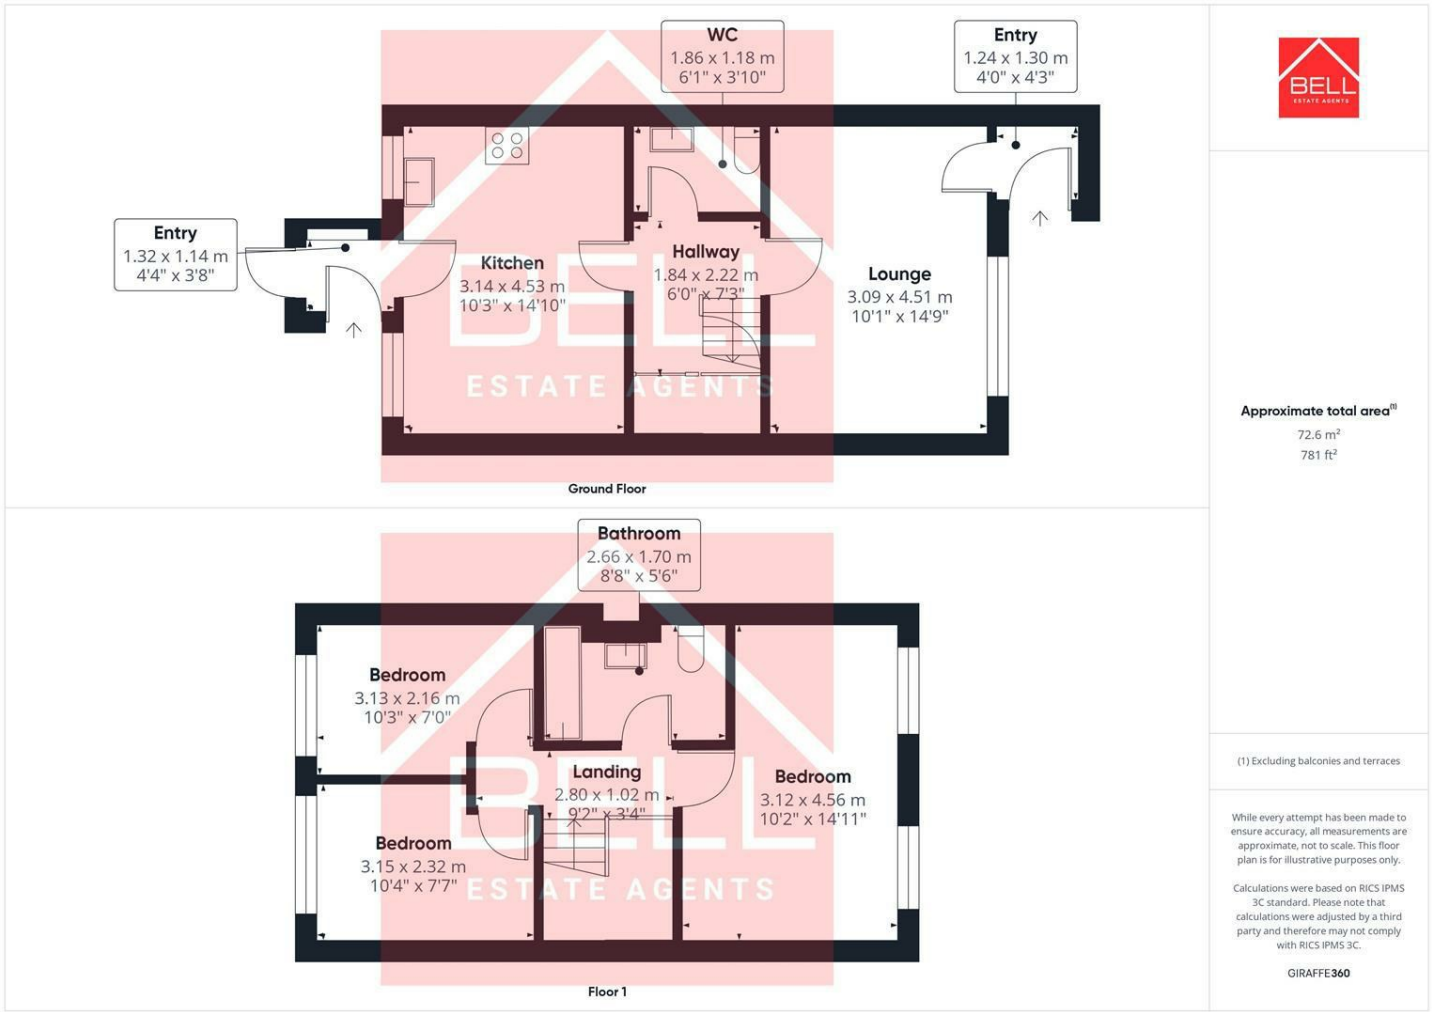 WC
1.86 x 1.18 m
6'1" x 3'10"
Entry
1.24 x 1.30 m
4'0" x 4'3"
BELL
ESTATE AGENTS
Entry
1.32 x 1.14 m
4'4" x 3'8"
Kitchen
3.14 x 4.53 m
10'3" x 14'10"
Hallway
1.84 x 2.22 m
6'0" x 7'3"
Lounge
3.09 x 4.51 m
10'1" x 14'9"
BELL
ESTATE AGENTS
Ground Floor
Approximate total area(1)
72.6 m²
781 ft²
Bathroom
2.66 x 1.70 m
8'8" x 5'6"
Bedroom
3.13 x 2.16 m
10'3" x 7'0"
Landing
2.80 x 1.02 m
9'2" x 3'4"
Bedroom
3.12 x 4.56 m
10'2" x 14'11"
Bedroom
3.15 x 2.32 m
10'4" x 7'7"
BELL
ESTATE AGENTS
Floor 1
(1) Excluding balconies and terraces
While every attempt has been made to
ensure accuracy, all measurements are
approximate, not to scale. This floor
plan is for illustrative purposes only.
Calculations were based on RICS IPMS
3C standard. Please note that
calculations were adjusted by a third
party and therefore may not comply
with RICS IPMS 3C.
GIRAFFE360